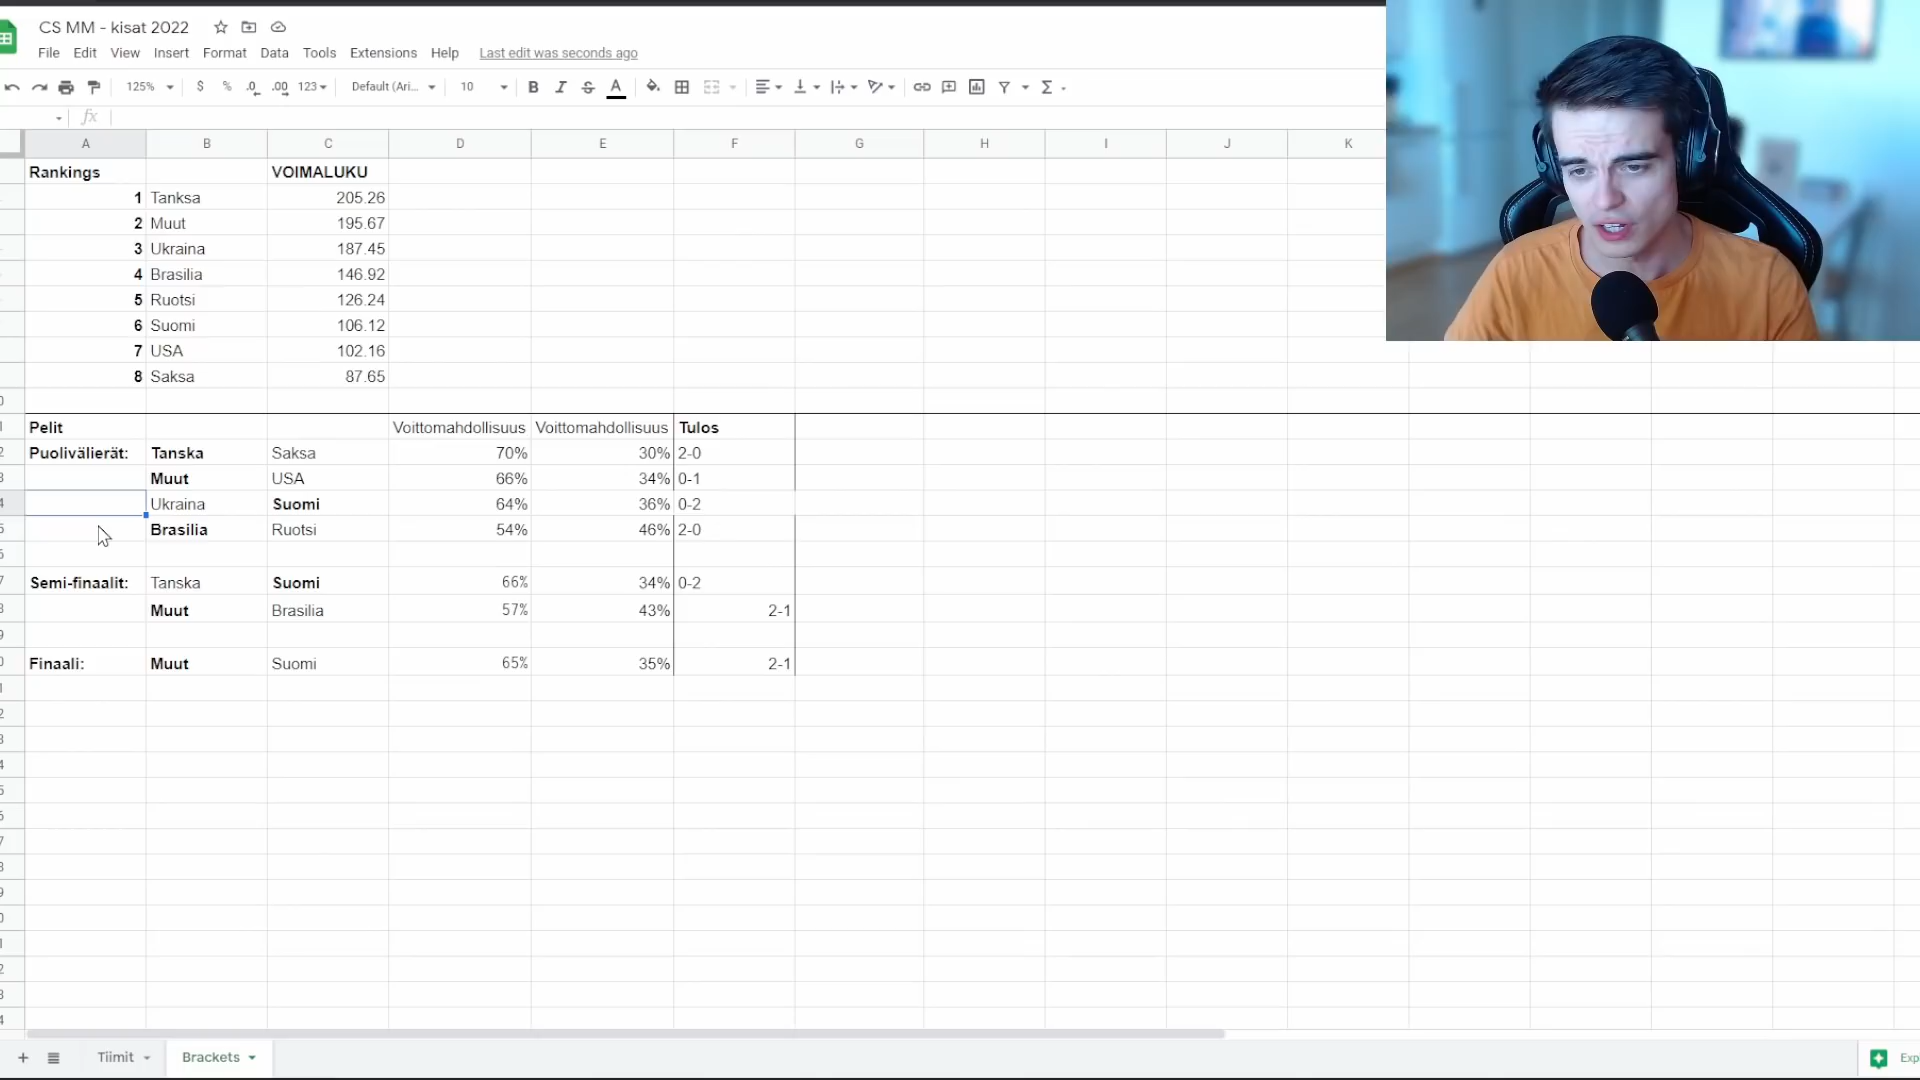 CS MM - kisat 2022
File Edit View Insert Format Data Tools Extensions Help Last edit was seconds ago
125% $ % .0 .00 123 Default (Ari... 10 B I S A Σ
fx
A B C D E F G H I J K
Rankings VOIMALUKU
1 Tanksa 205.26
2 Muut 195.67
3 Ukraina 187.45
4 Brasilia 146.92
5 Ruotsi 126.24
6 Suomi 106.12
7 USA 102.16
8 Saksa 87.65
Pelit Voittomahdollisuus Voittomahdollisuus Tulos
Puolivälierät: Tanska Saksa 70% 30% 2-0
Muut USA 66% 34% 0-1
Ukraina Suomi 64% 36% 0-2
Brasilia Ruotsi 54% 46% 2-0
Semi-finaalit: Tanska Suomi 66% 34% 0-2
Muut Brasilia 57% 43% 2-1
Finaali: Muut Suomi 65% 35% 2-1
+ Tiimit Brackets Exp